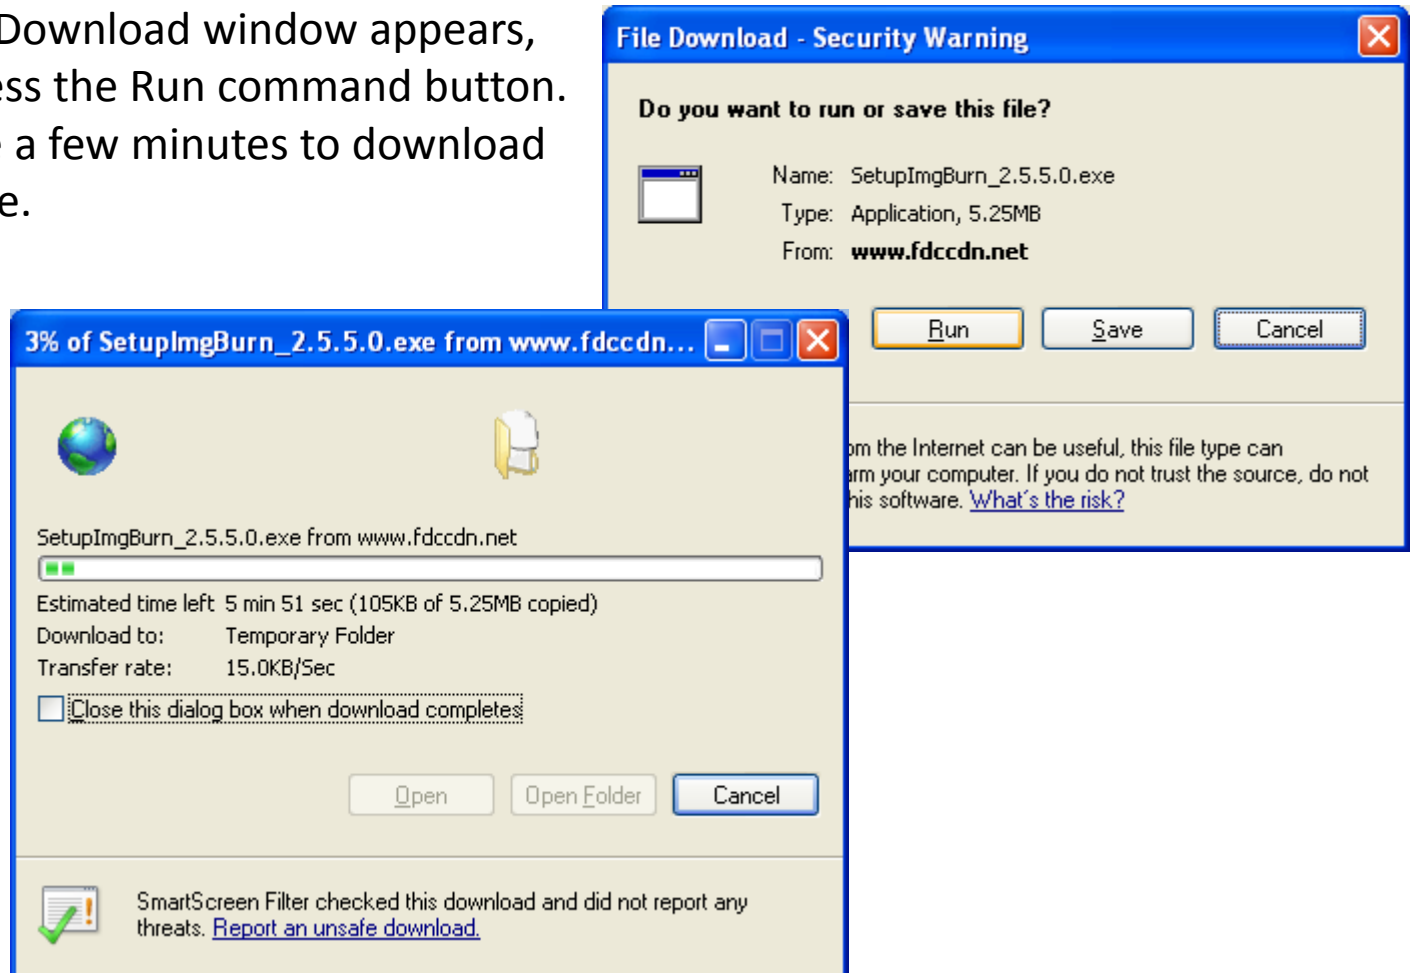 Download window appears,
the Run command button.
a few minutes to download
File Download - Security Warning
Do you want to run or save this file?
Name: SetupImgBurn_2.5.5.0.exe
Type: Application, 5.25MB
From: www.fdccdn.net
Run Save Cancel
the Internet can be useful, this file type can
your computer. If you do not trust the source, do not
software. What's the risk?
3% of SetupImgBurn_2.5.5.0.exe from www.fdccdn...
SetupImgBurn_2.5.5.0.exe from www.fdccdn.net
Estimated time left 5 min 51 sec (105KB of 5.25MB copied)
Download to: Temporary Folder
Transfer rate: 15.0KB/Sec
Close this dialog box when download completes
Open Open Folder Cancel
SmartScreen Filter checked this download and did not report any
threats. Report an unsafe download.